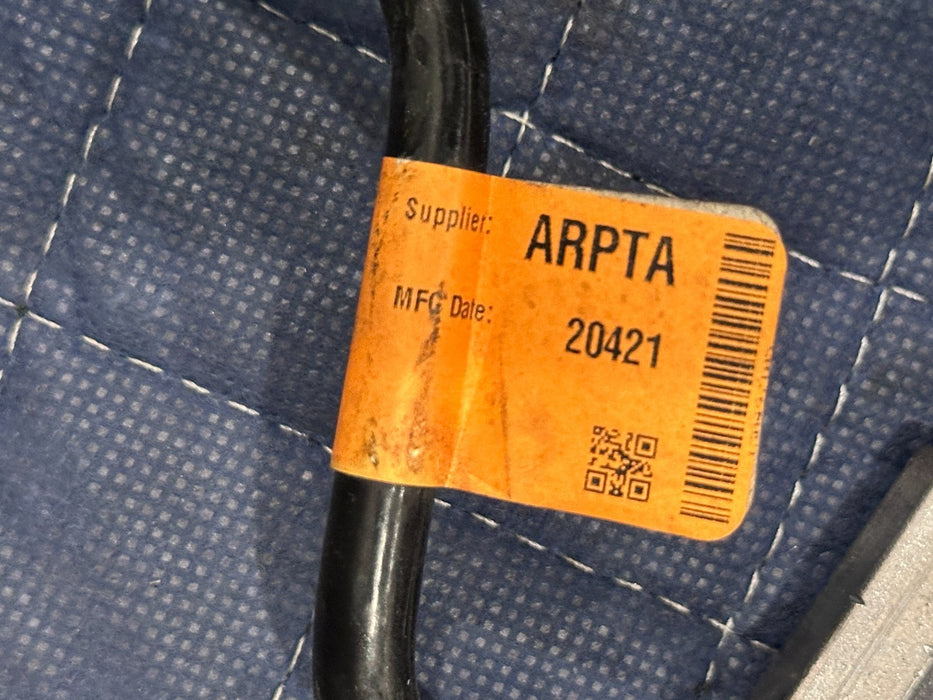 Supplier: ARPTA
MFG Date: 20421